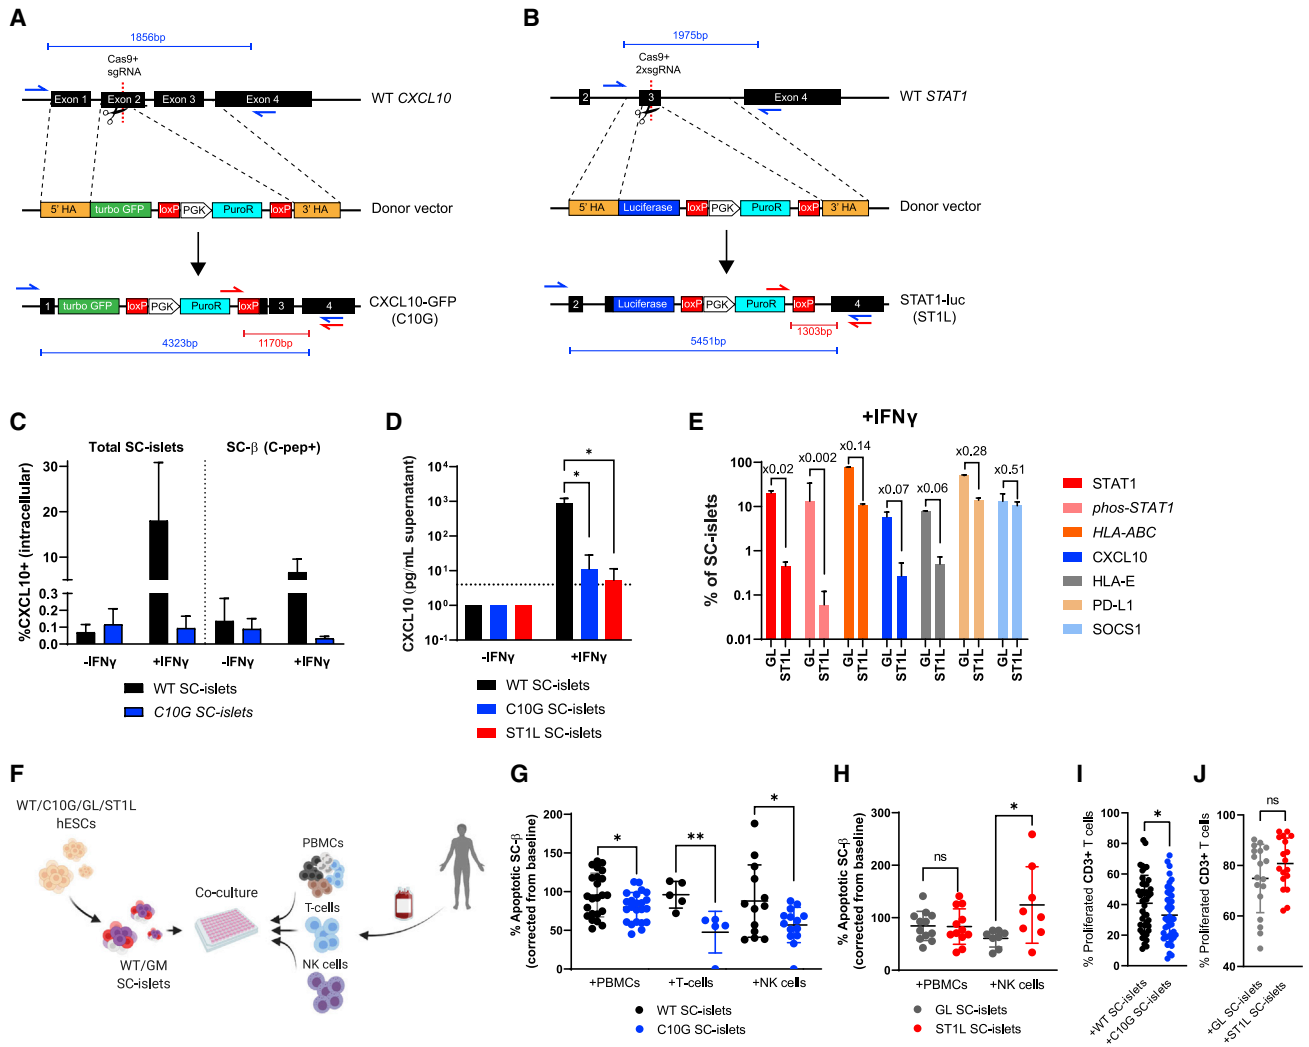 A
1856bp
Cas9+
sgRNA
Exon 1
Exon 2
Exon 3
Exon 4
WT CXCL10
5' HA
turbo GFP
loxP
PGK
PuroR
loxP
3' HA
Donor vector
1
turbo GFP
loxP
PGK
PuroR
loxP
3
4
CXCL10-GFP
(C10G)
1170bp
4323bp
B
1975bp
Cas9+
2xsgRNA
2
3
Exon 4
WT STAT1
5' HA
Luciferase
loxP
PGK
PuroR
loxP
3' HA
Donor vector
2
Luciferase
loxP
PGK
PuroR
loxP
4
STAT1-luc
(ST1L)
1303bp
5451bp
C
Total SC-islets
SC-β (C-pep+)
%CXCL10+ (intracellular)
30
20
10
0.3
0.2
0.1
0.0
-IFNγ
+IFNγ
-IFNγ
+IFNγ
WT SC-islets
C10G SC-islets
D
CXCL10 (pg/mL supernatant)
10⁴
10³
10²
10¹
10⁰
10⁻¹
*
*
-IFNγ
+IFNγ
WT SC-islets
C10G SC-islets
ST1L SC-islets
E
+IFNγ
% of SC-islets
100
10
1
0.1
0.01
x0.02
x0.002
x0.14
x0.07
x0.06
x0.28
x0.51
GL
ST1L
GL
ST1L
GL
ST1L
GL
ST1L
GL
ST1L
GL
ST1L
GL
ST1L
STAT1
phos-STAT1
HLA-ABC
CXCL10
HLA-E
PD-L1
SOCS1
F
WT/C10G/GL/ST1L
hESCs
WT/GM
SC-islets
Co-culture
PBMCs
T-cells
NK cells
G
% Apoptotic SC-β
(corrected from baseline)
200
150
100
50
0
*
**
*
+PBMCs
+T-cells
+NK cells
WT SC-islets
C10G SC-islets
H
% Apoptotic SC-β
(corrected from baseline)
300
200
100
0
ns
*
+PBMCs
+NK cells
GL SC-islets
ST1L SC-islets
I
% Proliferated CD3+ T cells
100
80
60
40
20
0
*
+WT SC-islets
+C10G SC-islets
J
% Proliferated CD3+ T cells
100
80
60
40
ns
+GL SC-islets
+ST1L SC-islets